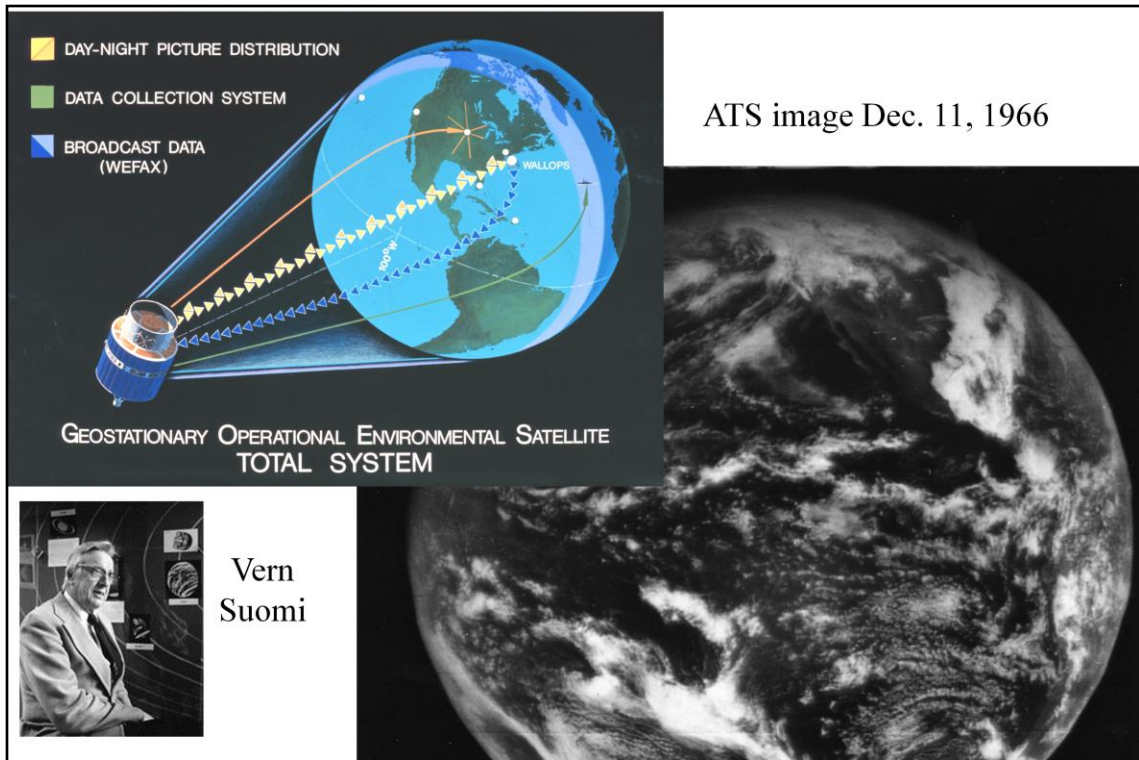 DAY-NIGHT PICTURE DISTRIBUTION
DATA COLLECTION SYSTEM
BROADCAST DATA
(WEFAX)
WALLOPS
100°W
GEOSTATIONARY OPERATIONAL ENVIRONMENTAL SATELLITE
TOTAL SYSTEM
ATS image Dec. 11, 1966
Vern
Suomi